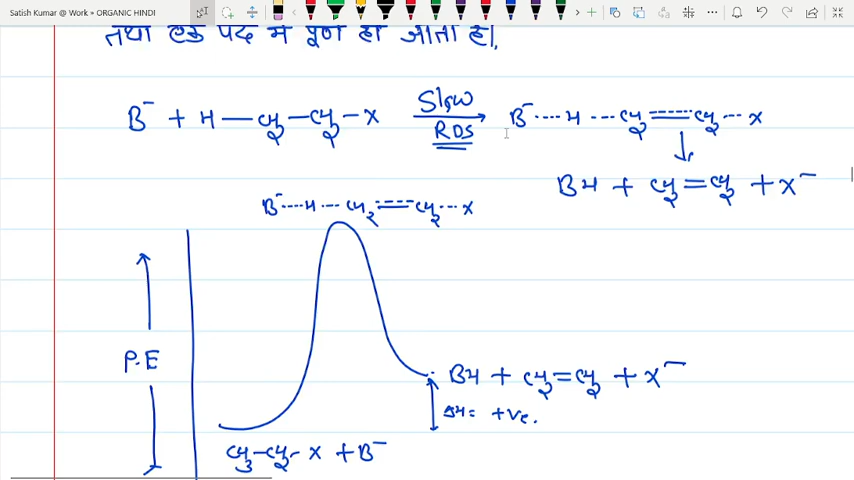 Satish Kumar @ Work » ORGANIC HINDI
तथा एक पद में पूर्ण हो जाता है।
B⁻ + H—CH₂—CH₂—X Slow RDS B⁻----H---CH₂=====CH₂---X
BH + CH₂=CH₂ + X⁻
B⁻----H---CH₂=====CH₂---X
P.E
BH + CH₂=CH₂ + X⁻
ΔH= +ve.
CH₃-CH₂-X + B⁻